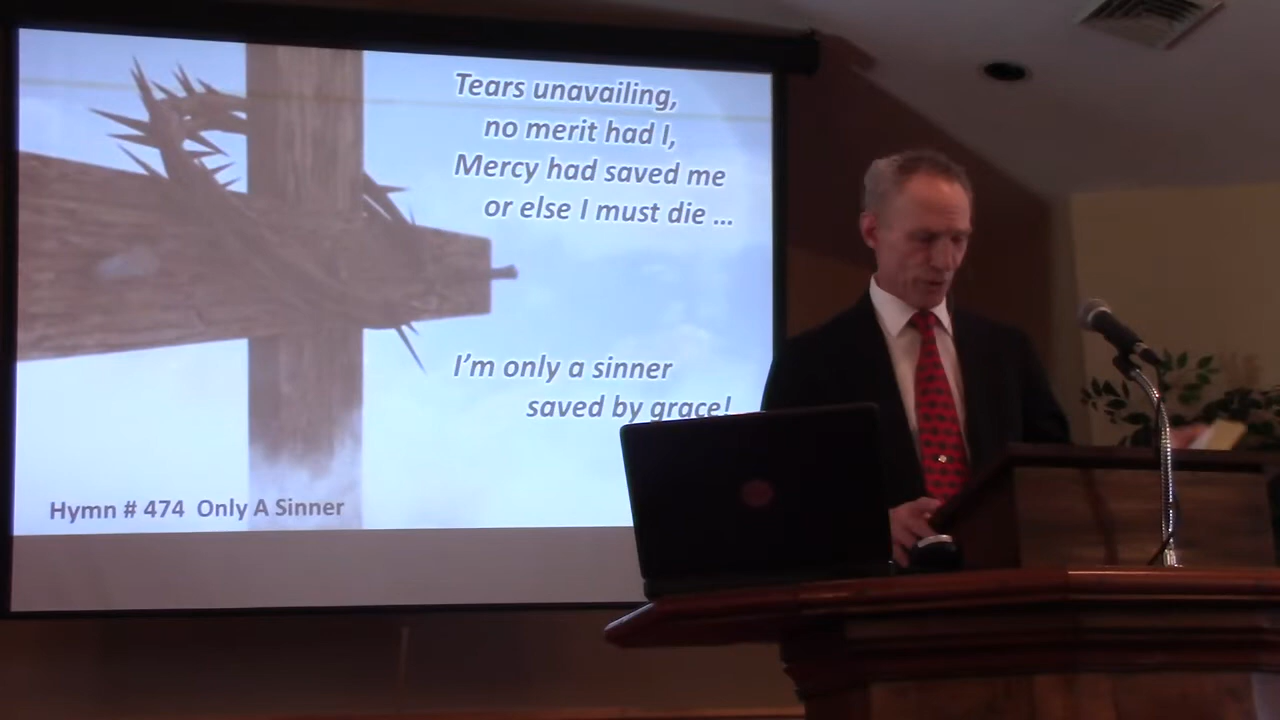 Tears unavailing,
no merit had I,
Mercy had saved me
or else I must die ...
I'm only a sinner
saved by grace!
Hymn # 474 Only A Sinner